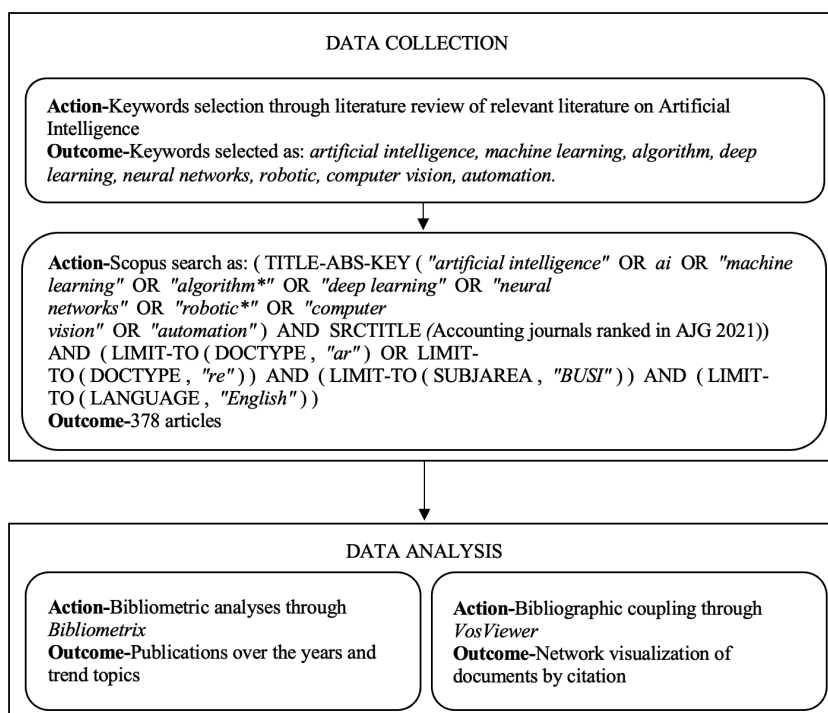 DATA COLLECTION
Action-Keywords selection through literature review of relevant literature on Artificial
Intelligence
Outcome-Keywords selected as: artificial intelligence, machine learning, algorithm, deep
learning, neural networks, robotic, computer vision, automation.
Action-Scopus search as: ( TITLE-ABS-KEY ( "artificial intelligence" OR ai OR "machine
learning" OR "algorithm*" OR "deep learning" OR "neural
networks" OR "robotic*" OR "computer
vision" OR "automation" ) AND SRCTITLE (Accounting journals ranked in AJG 2021))
AND ( LIMIT-TO ( DOCTYPE , "ar" ) OR LIMIT-
TO ( DOCTYPE , "re" ) ) AND ( LIMIT-TO ( SUBJAREA , "BUSI" ) ) AND ( LIMIT-
TO ( LANGUAGE , "English" ) )
Outcome-378 articles
DATA ANALYSIS
Action-Bibliometric analyses through
Bibliometrix
Outcome-Publications over the years and
trend topics
Action-Bibliographic coupling through
VosViewer
Outcome-Network visualization of
documents by citation